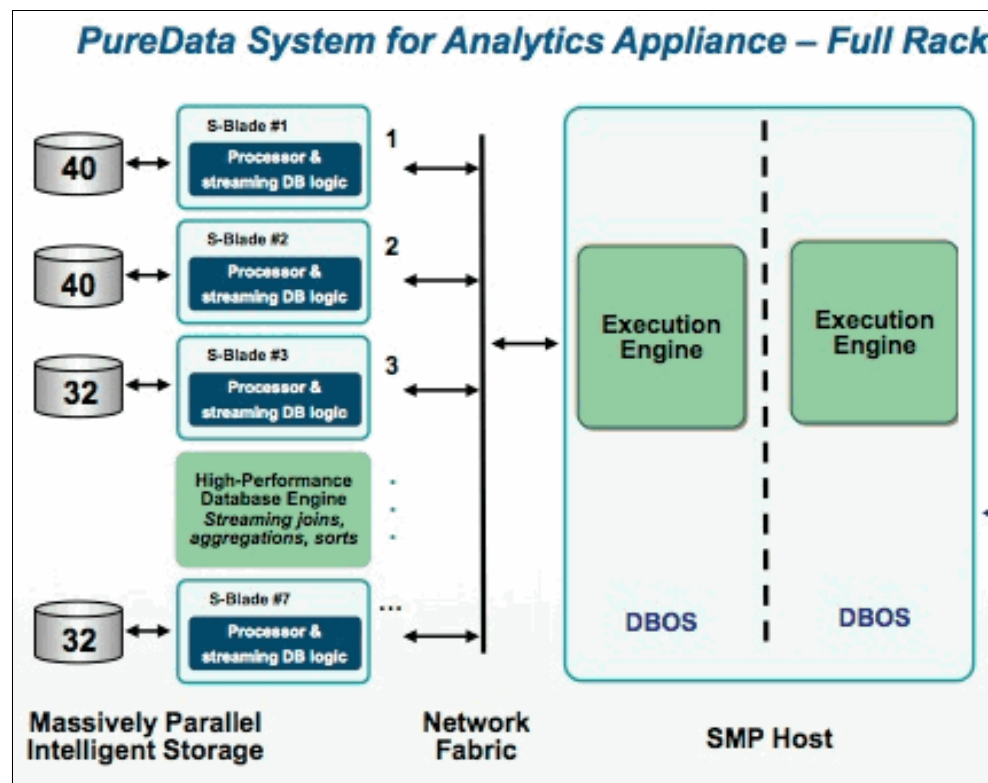 PureData System for Analytics Appliance – Full Rack
40
S-Blade #1
Processor &
streaming DB logic
1
40
S-Blade #2
Processor &
streaming DB logic
2
32
S-Blade #3
Processor &
streaming DB logic
3
High-Performance
Database Engine
Streaming joins,
aggregations, sorts
32
S-Blade #7
Processor &
streaming DB logic
...
Execution
Engine
Execution
Engine
DBOS
DBOS
Massively Parallel
Intelligent Storage
Network
Fabric
SMP Host